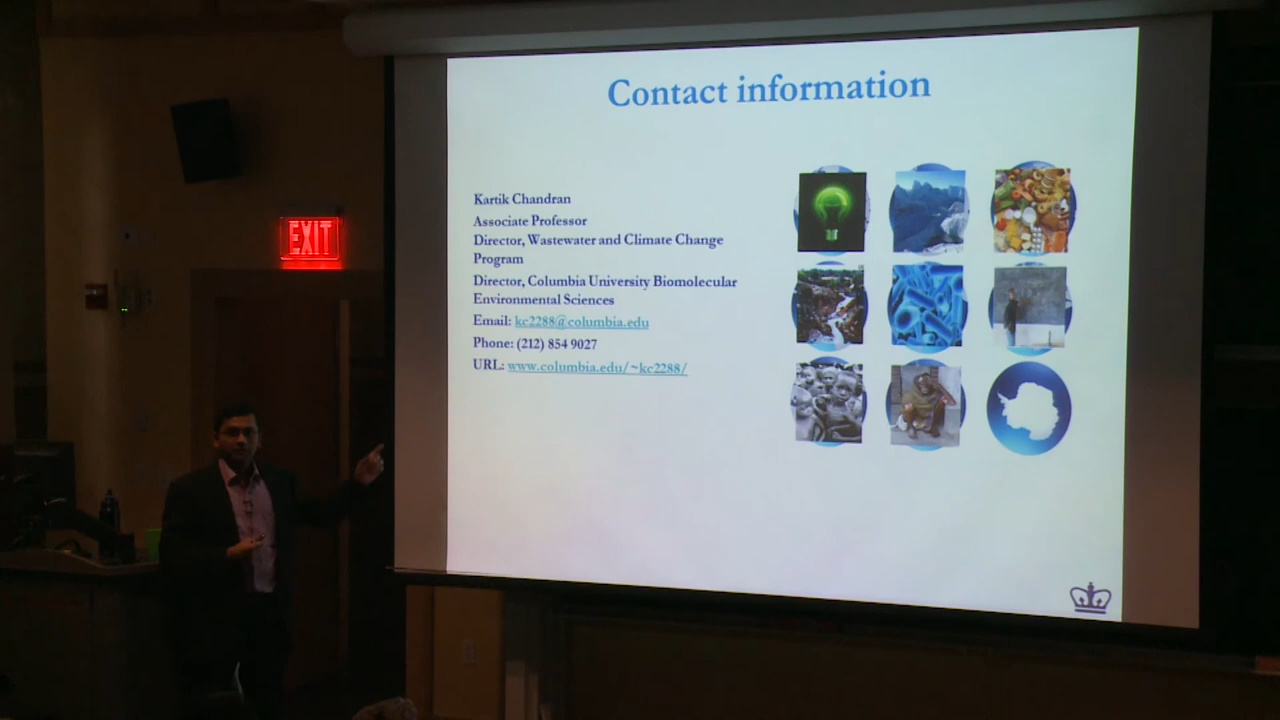 Contact information
Kartik Chandran
Associate Professor
Director, Wastewater and Climate Change
Program
Director, Columbia University Biomolecular
Environmental Sciences
Email: kc2288@columbia.edu
Phone: (212) 854 9027
URL: www.columbia.edu/~kc2288/
EXIT